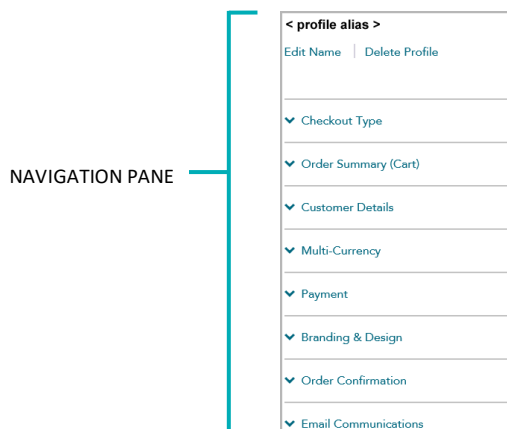 < profile alias >
Edit Name | Delete Profile
Checkout Type
Order Summary (Cart)
NAVIGATION PANE
Customer Details
Multi-Currency
Payment
Branding & Design
Order Confirmation
Email Communications